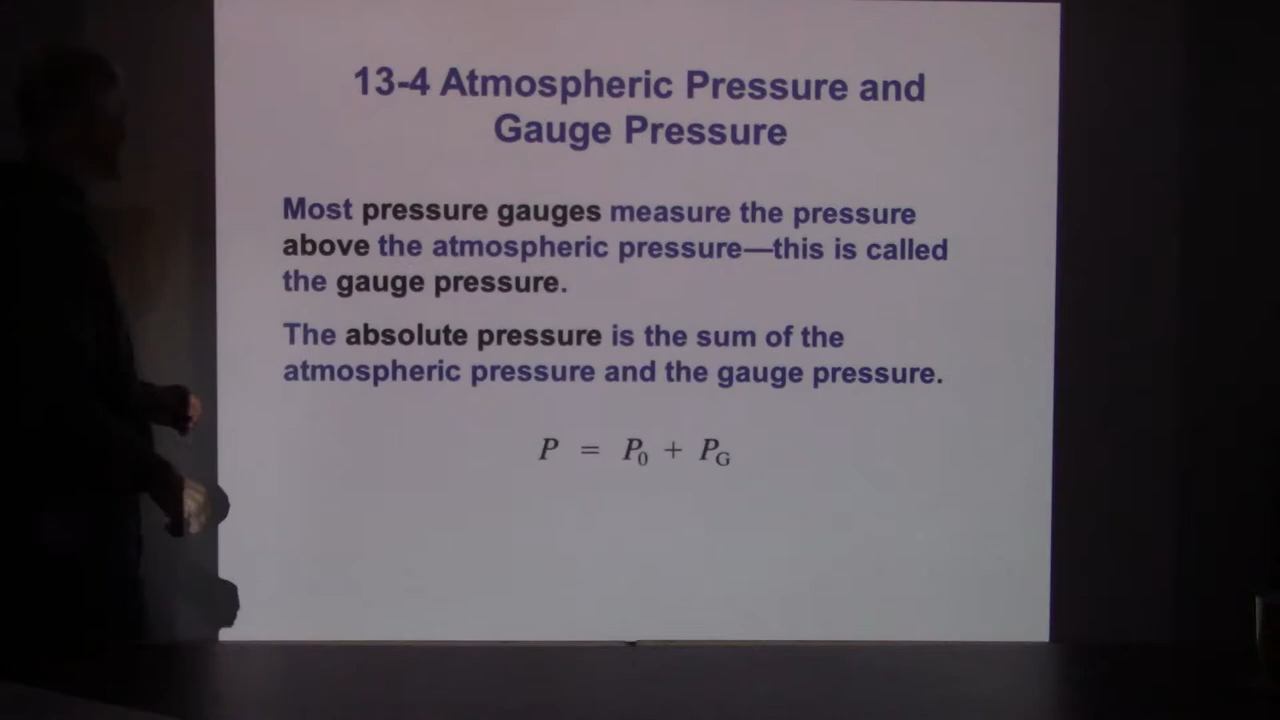 13-4 Atmospheric Pressure and
Gauge Pressure
Most pressure gauges measure the pressure
above the atmospheric pressure—this is called
the gauge pressure.
The absolute pressure is the sum of the
atmospheric pressure and the gauge pressure.
P = P₀ + P_G